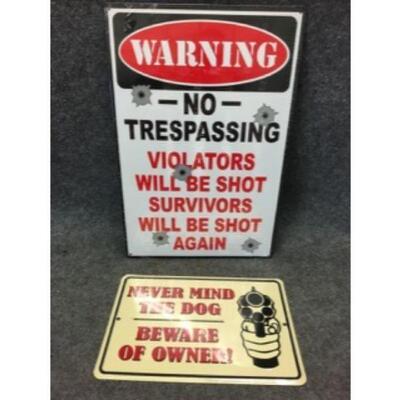 WARNING
- NO -
TRESPASSING
VIOLATORS
WILL BE SHOT
SURVIVORS
WILL BE SHOT
AGAIN
NEVER MIND
THE DOG
BEWARE
OF OWNER!